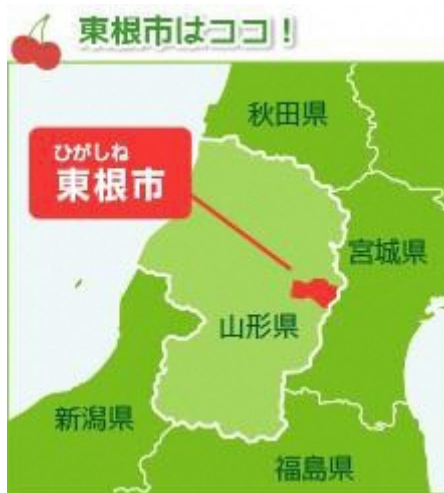 東根市はココ！
秋田県
ひがしね
東根市
宮城県
山形県
新潟県
福島県